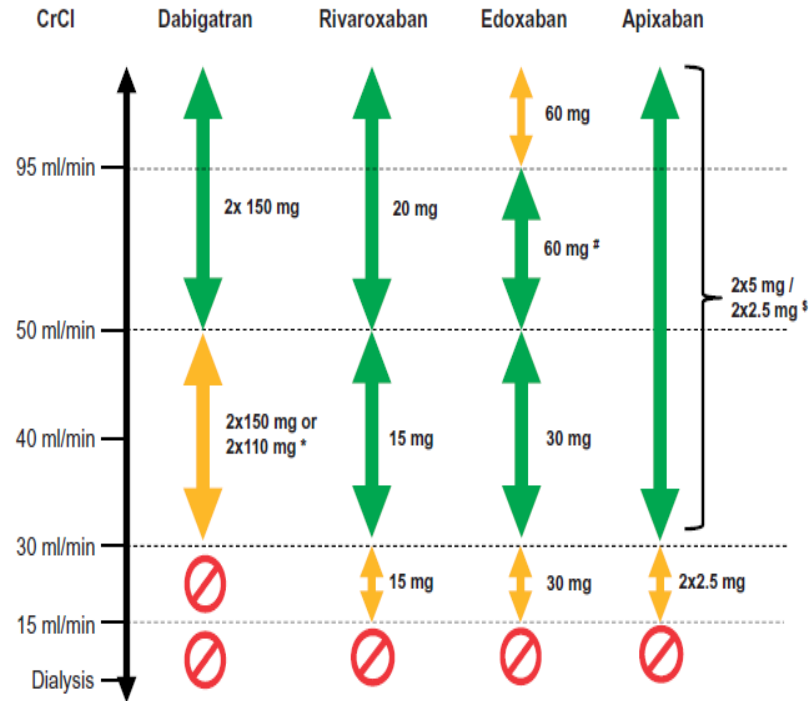 CrCl Dabigatran Rivaroxaban Edoxaban Apixaban
60 mg
95 ml/min
2x 150 mg 20 mg
60 mg #
2x5 mg /
2x2.5 mg $
50 ml/min
2x150 mg or
2x110 mg *
40 ml/min 15 mg 30 mg
30 ml/min
15 mg 30 mg 2x2.5 mg
15 ml/min
Dialysis